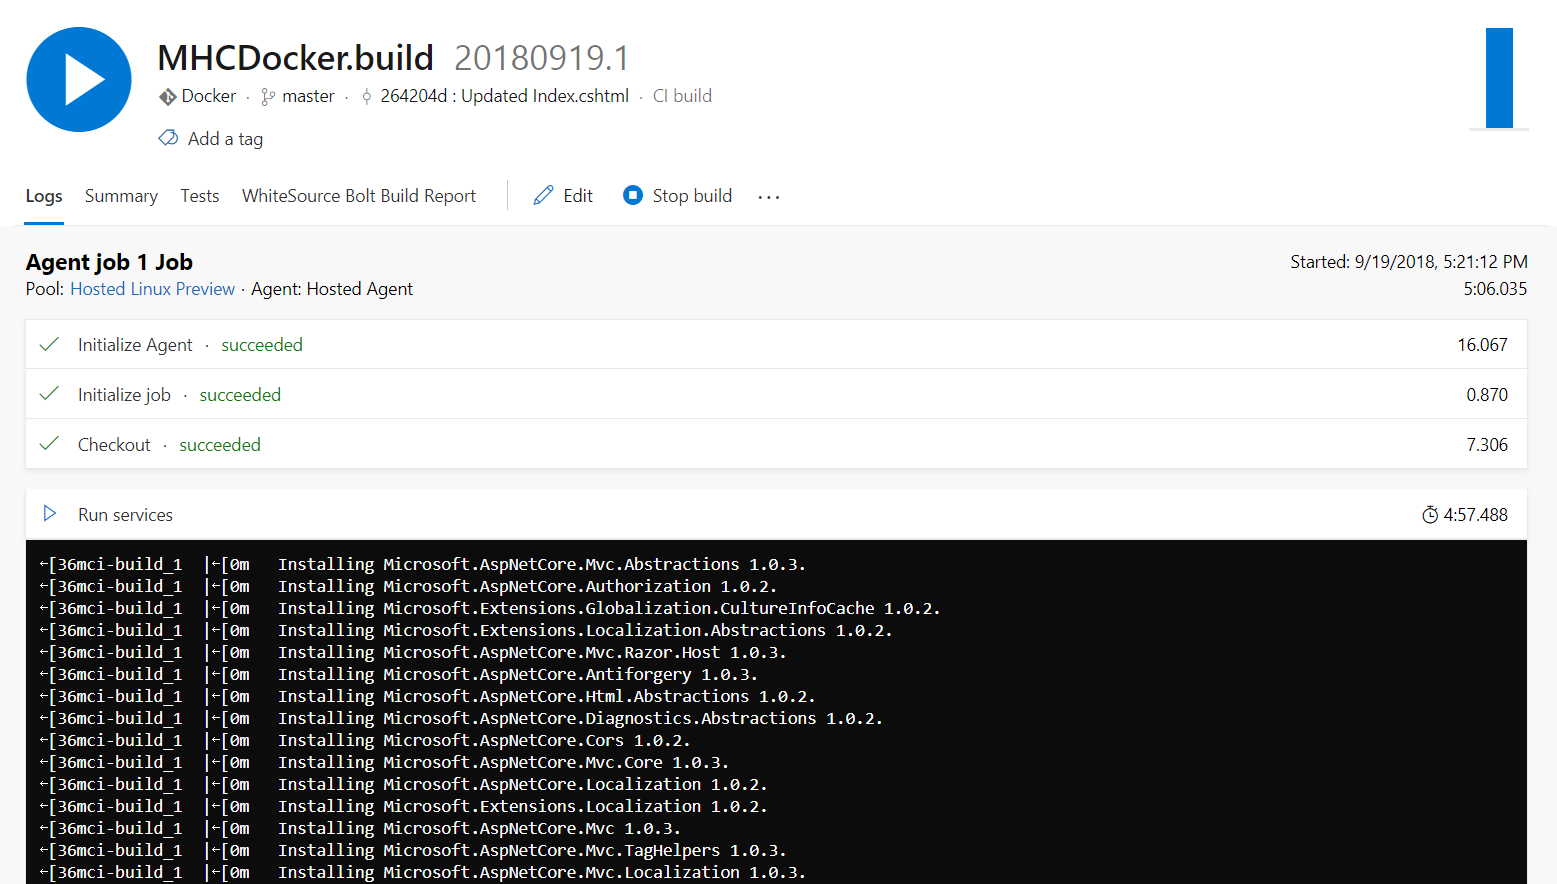 MHCDocker.build 20180919.1
Docker · master · 264204d : Updated Index.cshtml · CI build
Add a tag
Logs Summary Tests WhiteSource Bolt Build Report Edit Stop build ...
Agent job 1 Job Started: 9/19/2018, 5:21:12 PM
Pool: Hosted Linux Preview · Agent: Hosted Agent 5:06.035
Initialize Agent · succeeded 16.067
Initialize job · succeeded 0.870
Checkout · succeeded 7.306
Run services 4:57.488
←[36mci-build_1 |←[0m Installing Microsoft.AspNetCore.Mvc.Abstractions 1.0.3.
←[36mci-build_1 |←[0m Installing Microsoft.AspNetCore.Authorization 1.0.2.
←[36mci-build_1 |←[0m Installing Microsoft.Extensions.Globalization.CultureInfoCache 1.0.2.
←[36mci-build_1 |←[0m Installing Microsoft.Extensions.Localization.Abstractions 1.0.2.
←[36mci-build_1 |←[0m Installing Microsoft.AspNetCore.Mvc.Razor.Host 1.0.3.
←[36mci-build_1 |←[0m Installing Microsoft.AspNetCore.Antiforgery 1.0.3.
←[36mci-build_1 |←[0m Installing Microsoft.AspNetCore.Html.Abstractions 1.0.2.
←[36mci-build_1 |←[0m Installing Microsoft.AspNetCore.Diagnostics.Abstractions 1.0.2.
←[36mci-build_1 |←[0m Installing Microsoft.AspNetCore.Cors 1.0.2.
←[36mci-build_1 |←[0m Installing Microsoft.AspNetCore.Mvc.Core 1.0.3.
←[36mci-build_1 |←[0m Installing Microsoft.AspNetCore.Localization 1.0.2.
←[36mci-build_1 |←[0m Installing Microsoft.Extensions.Localization 1.0.2.
←[36mci-build_1 |←[0m Installing Microsoft.AspNetCore.Mvc 1.0.3.
←[36mci-build_1 |←[0m Installing Microsoft.AspNetCore.Mvc.TagHelpers 1.0.3.
←[36mci-build_1 |←[0m Installing Microsoft.AspNetCore.Mvc.Localization 1.0.3.